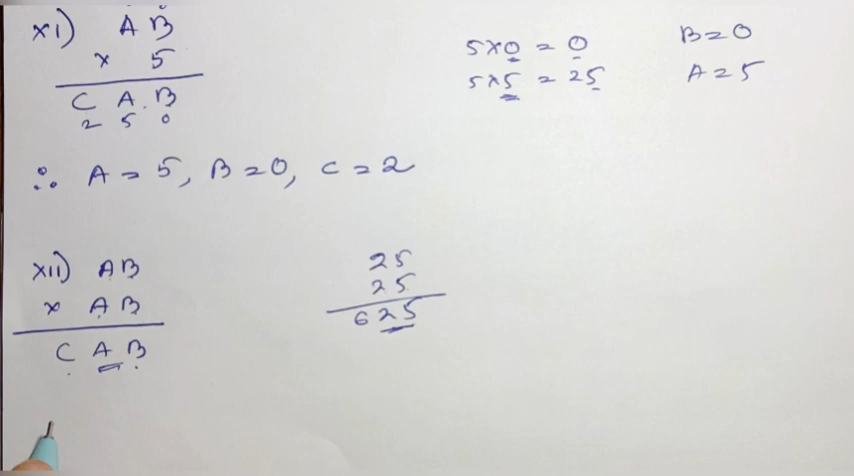 xi) A B
x 5
C A . B
2 5 0
5 x 0 = 0
5 x 5 = 25
B = 0
A = 5
∴ A = 5, B = 0, C = 2
xii) A B
x A B
C A B
25
25
625